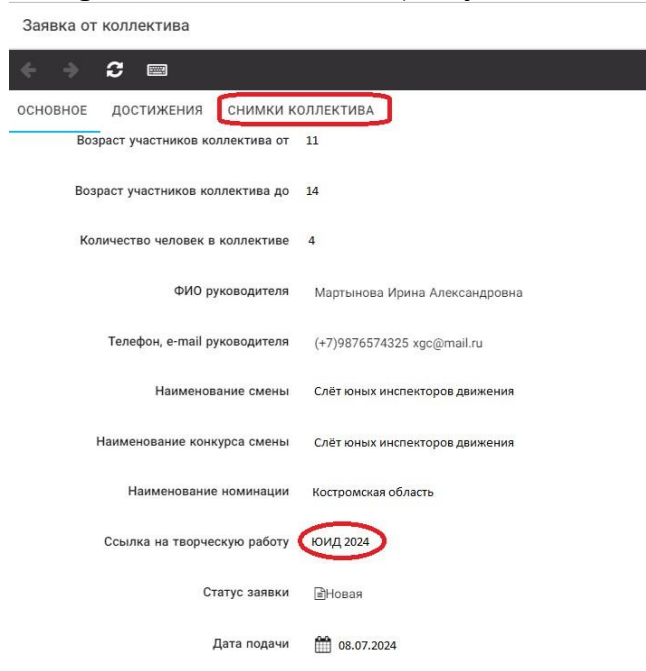 Заявка от коллектива
ОСНОВНОЕ ДОСТИЖЕНИЯ СНИМКИ КОЛЛЕКТИВА
Возраст участников коллектива от 11
Возраст участников коллектива до 14
Количество человек в коллективе 4
ФИО руководителя Мартынова Ирина Александровна
Телефон, e-mail руководителя (+7)9876574325 xgc@mail.ru
Наименование смены Слёт юных инспекторов движения
Наименование конкурса смены Слёт юных инспекторов движения
Наименование номинации Костромская область
Ссылка на творческую работу ЮИД 2024
Статус заявки Новая
Дата подачи 08.07.2024